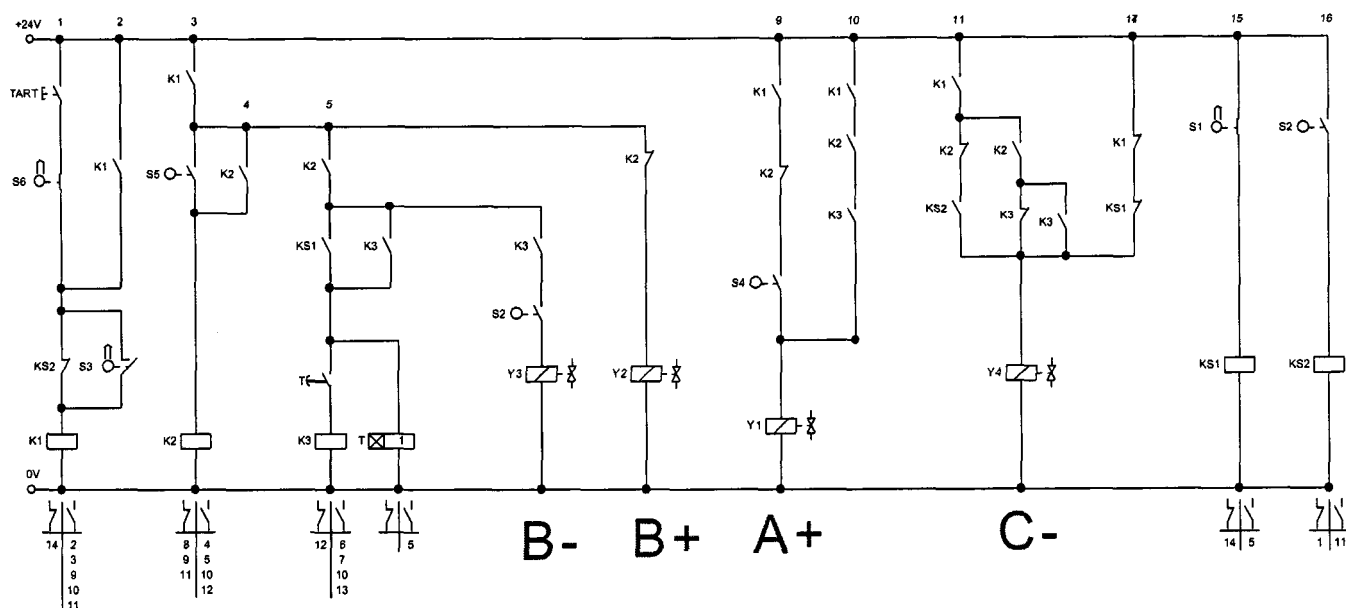 1 2 3 9 10 11 17 15 16
+24V
K1 K1 K1 K1
TART
4 5
S1 S2
K1 K2 K2 K2 K2 K1
S6 S5 K2 K2 K2
KS2 K3 K3 KS1
KS1 K3 K3 K3
S4
S2
KS2 S3 Y3 Y2 Y4 KS1 KS2
T
Y1
K1 K2 K3 T 1
0V
B- B+ A+ C-
14 2 8 4 12 6 5 14 5 1 11
3 9 5 7
9 11 10 10
10 12 13
11